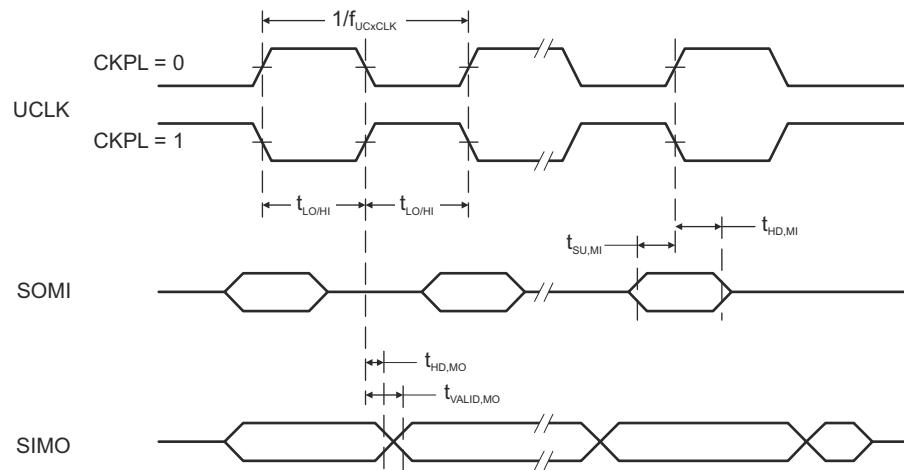 1/fUCxCLK
CKPL = 0
UCLK
CKPL = 1
tLO/HI tLO/HI
tHD,MI
tSU,MI
SOMI
tHD,MO
tVALID,MO
SIMO